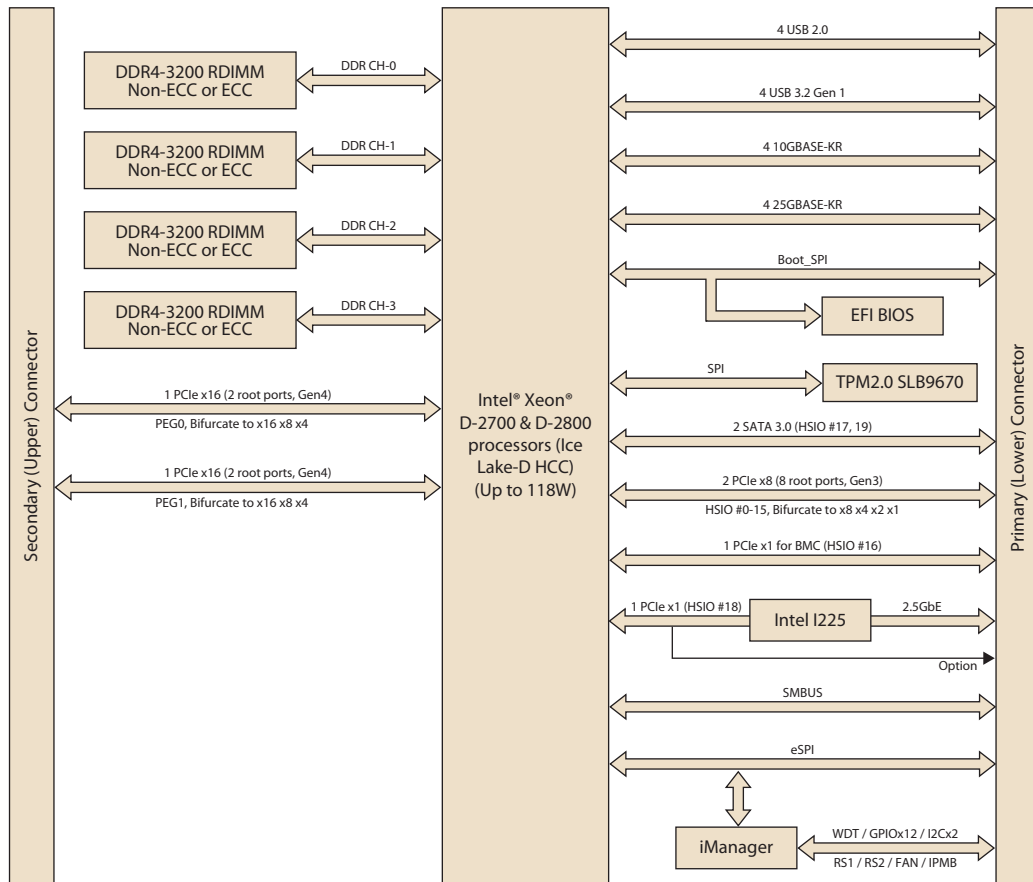 Secondary (Upper) Connector
DDR4-3200 RDIMM
Non-ECC or ECC
DDR CH-0
DDR4-3200 RDIMM
Non-ECC or ECC
DDR CH-1
DDR4-3200 RDIMM
Non-ECC or ECC
DDR CH-2
DDR4-3200 RDIMM
Non-ECC or ECC
DDR CH-3
1 PCIe x16 (2 root ports, Gen4)
PEG0, Bifurcate to x16 x8 x4
1 PCIe x16 (2 root ports, Gen4)
PEG1, Bifurcate to x16 x8 x4
Intel® Xeon®
D-2700 & D-2800
processors (Ice
Lake-D HCC)
(Up to 118W)
4 USB 2.0
4 USB 3.2 Gen 1
4 10GBASE-KR
4 25GBASE-KR
Boot_SPI
EFI BIOS
SPI
TPM2.0 SLB9670
2 SATA 3.0 (HSIO #17, 19)
2 PCIe x8 (8 root ports, Gen3)
HSIO #0-15, Bifurcate to x8 x4 x2 x1
1 PCIe x1 for BMC (HSIO #16)
1 PCIe x1 (HSIO #18)
Intel I225
2.5GbE
Option
SMBUS
eSPI
iManager
WDT / GPIOx12 / I2Cx2
RS1 / RS2 / FAN / IPMB
Primary (Lower) Connector